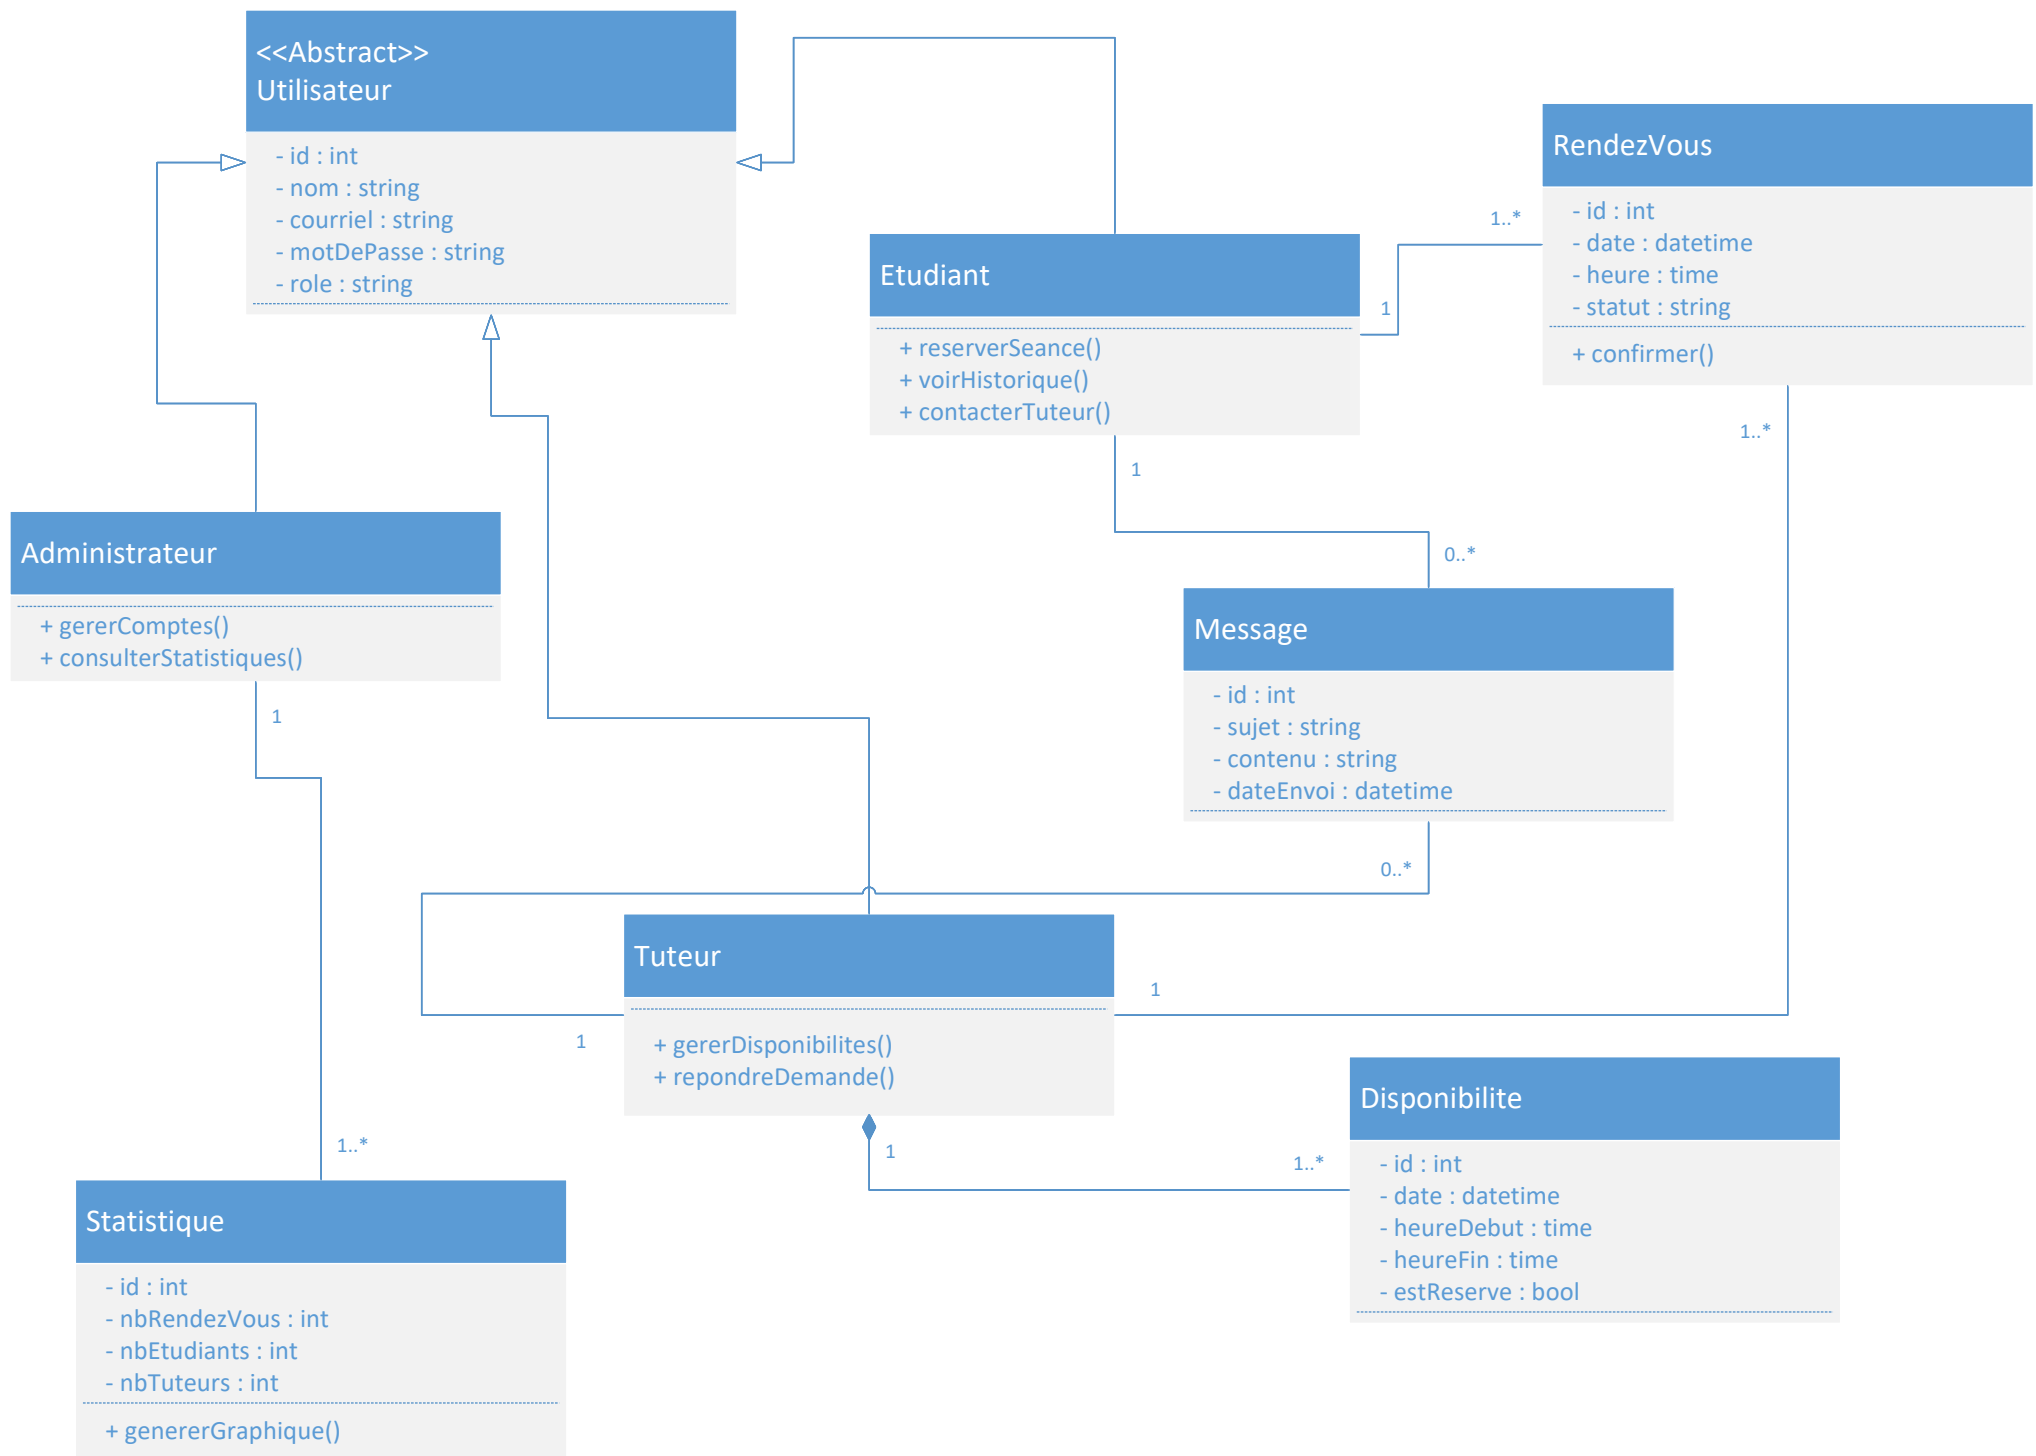 <<Abstract>>
Utilisateur
- id : int
- nom : string
- courriel : string
- motDePasse : string
- role : string
RendezVous
- id : int
- date : datetime
- heure : time
- statut : string
+ confirmer()
1..*
1
Etudiant
+ reserverSeance()
+ voirHistorique()
+ contacterTuteur()
1..*
1
0..*
Administrateur
+ gererComptes()
+ consulterStatistiques()
1
Message
- id : int
- sujet : string
- contenu : string
- dateEnvoi : datetime
0..*
Tuteur
+ gererDisponibilites()
+ repondreDemande()
1
1
1
1..*
Disponibilite
- id : int
- date : datetime
- heureDebut : time
- heureFin : time
- estReserve : bool
1..*
Statistique
- id : int
- nbRendezVous : int
- nbEtudiants : int
- nbTuteurs : int
+ genererGraphique()